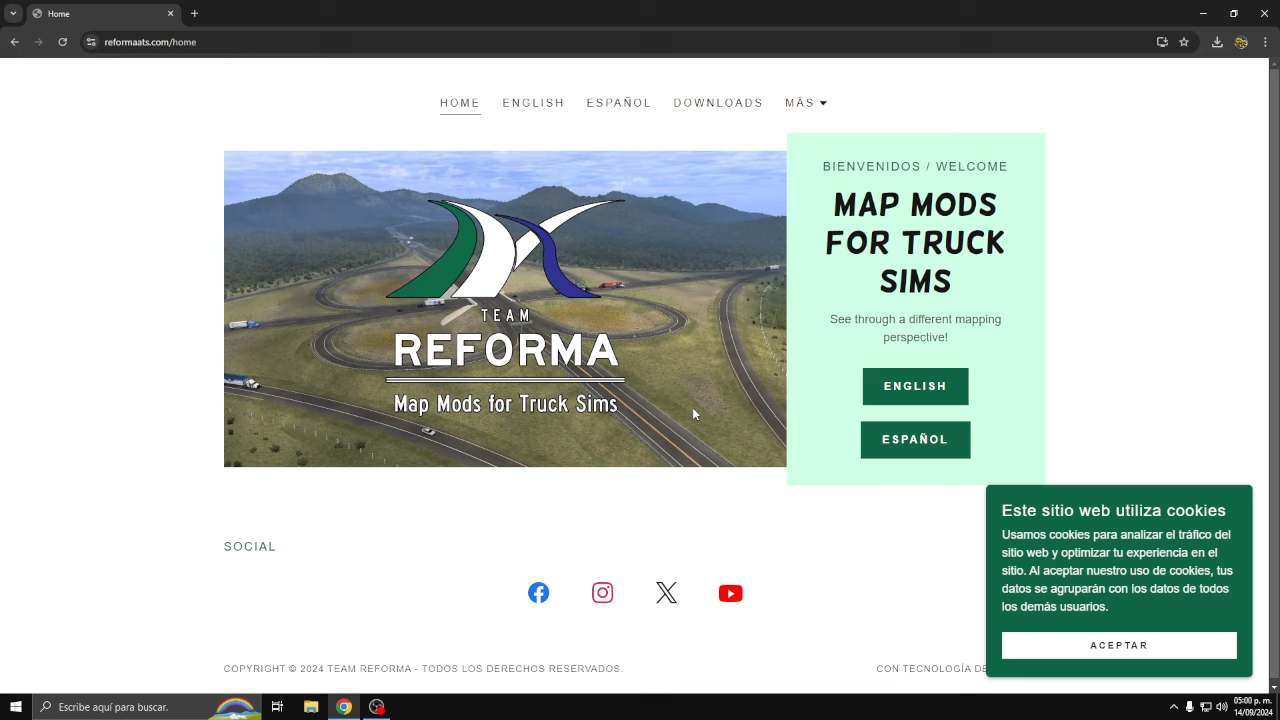 Home
reformaats.com/home
HOME
ENGLISH
ESPAÑOL
DOWNLOADS
MÁS
TEAM
REFORMA
Map Mods for Truck Sims
BIENVENIDOS / WELCOME
MAP MODS
FOR TRUCK
SIMS
See through a different mapping
perspective!
ENGLISH
ESPAÑOL
SOCIAL
Este sitio web utiliza cookies
Usamos cookies para analizar el tráfico del
sitio web y optimizar tu experiencia en el
sitio. Al aceptar nuestro uso de cookies, tus
datos se agruparán con los datos de todos
los demás usuarios.
ACEPTAR
COPYRIGHT © 2024 TEAM REFORMA - TODOS LOS DERECHOS RESERVADOS.
CON TECNOLOGÍA DE
Escribe aquí para buscar.
05:00 p. m.
14/09/2024